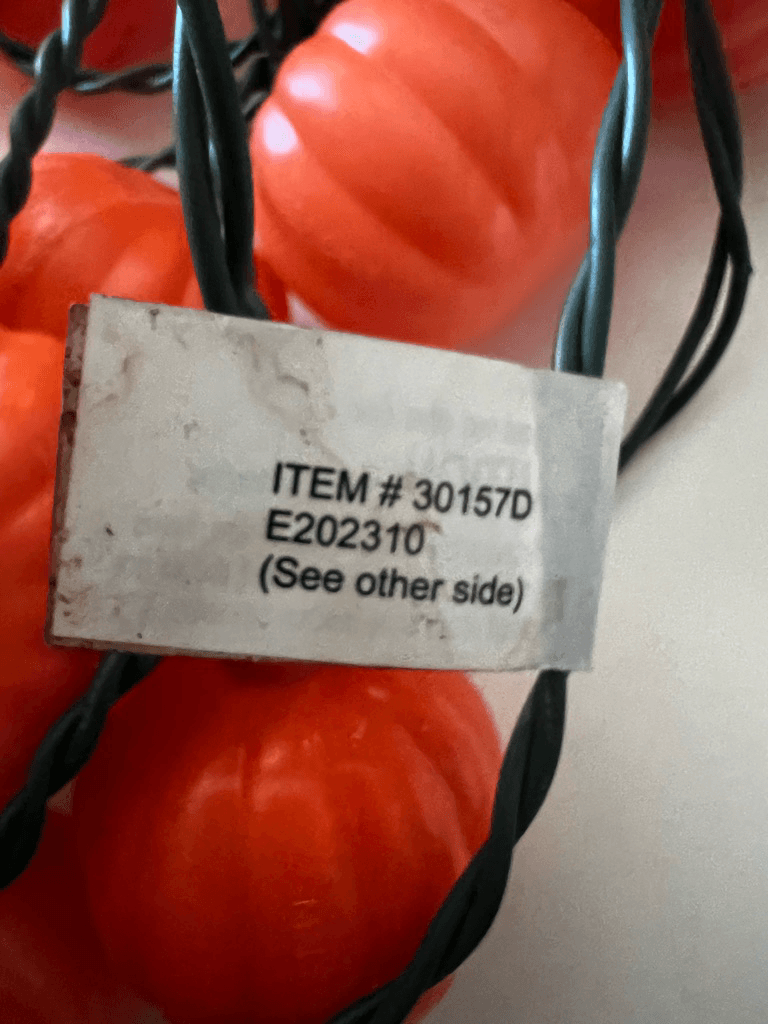 ITEM # 30157D
E202310
(See other side)